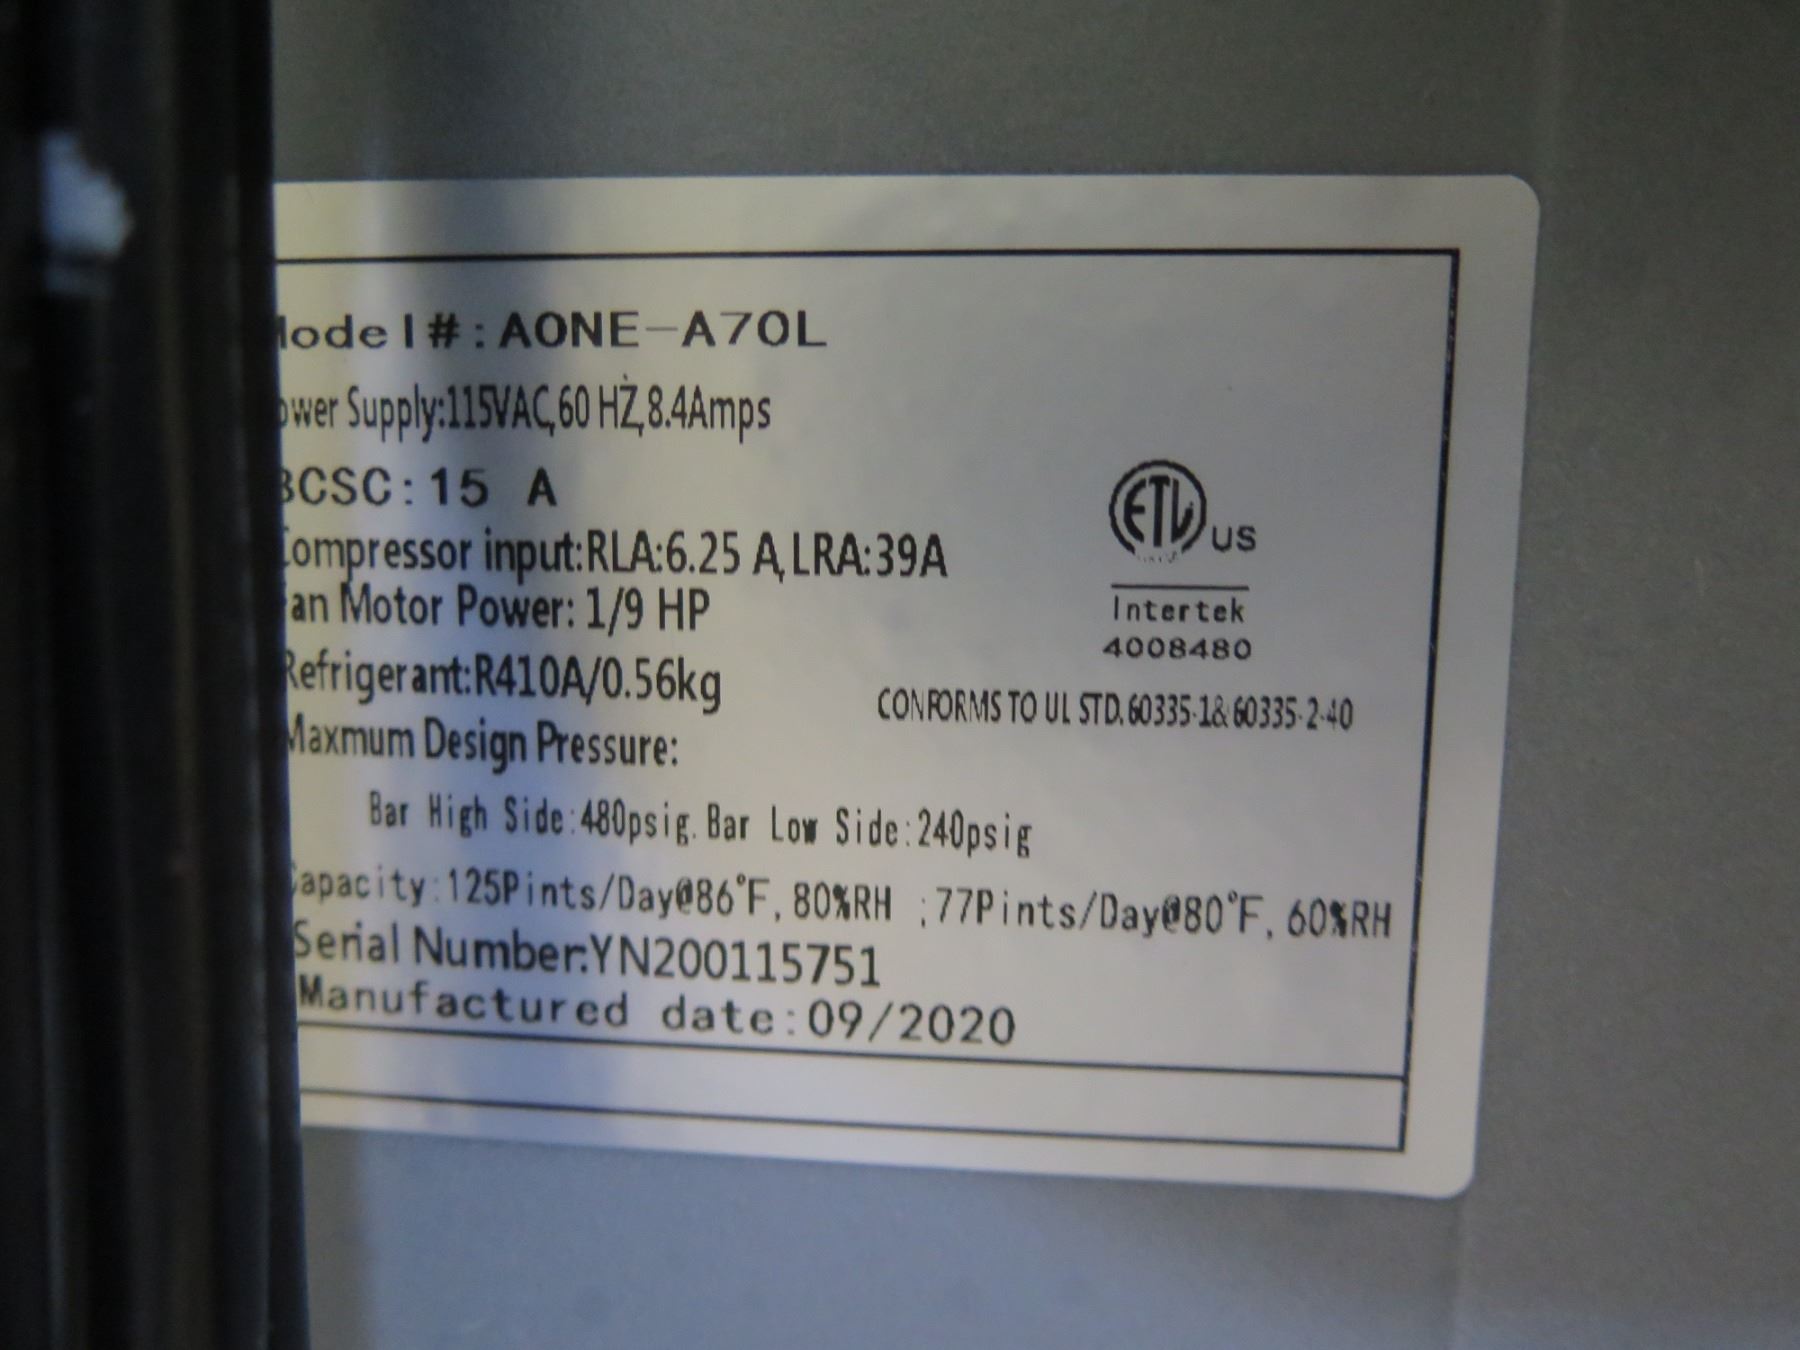 Model#: AONE-A70L
ower Supply:115VAC,60 HZ,8.4Amps
BCSC: 15 A
Compressor input:RLA:6.25 A, LRA:39A
an Motor Power: 1/9 HP
Refrigerant:R410A/0.56kg
Maxmum Design Pressure:
Bar High Side:480psig. Bar Low Side:240psig
Capacity:125Pints/Day@86°F, 80%RH ;77Pints/Day@80°F, 60%RH
Serial Number:YN200115751
Manufactured date:09/2020
ETL US
Intertek
4008480
CONFORMS TO UL STD. 60335-1& 60335-2-40